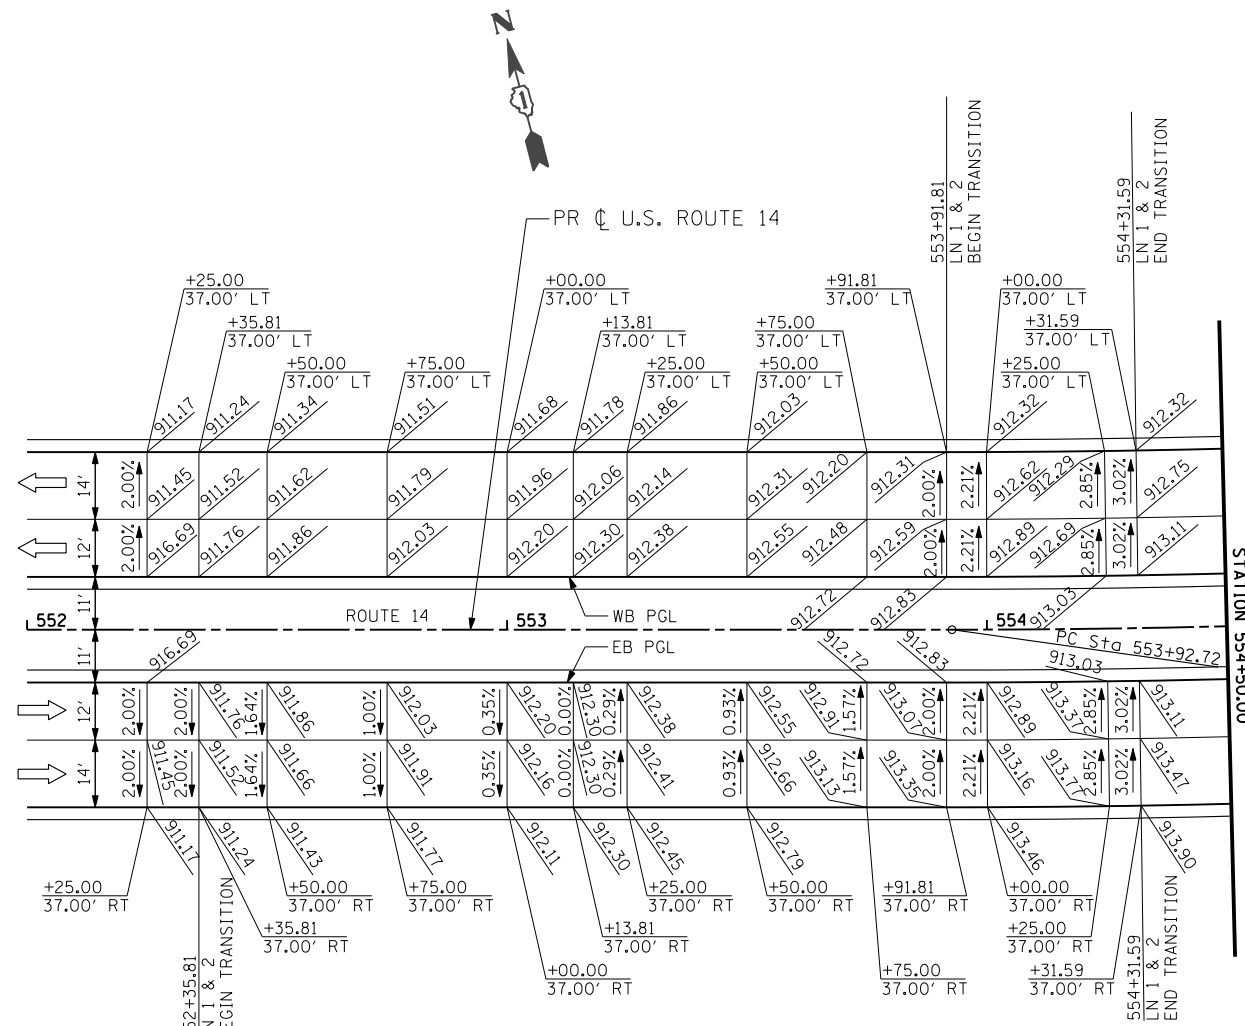 N
1
PR ℄ U.S. ROUTE 14
553+91.81
LN 1 & 2
BEGIN TRANSITION
554+31.59
LN 1 & 2
END TRANSITION
+25.00
37.00' LT
+00.00
37.00' LT
+91.81
37.00' LT
+00.00
37.00' LT
+35.81
37.00' LT
+13.81
37.00' LT
+75.00
37.00' LT
+31.59
37.00' LT
+50.00
37.00' LT
+75.00
37.00' LT
+25.00
37.00' LT
+50.00
37.00' LT
+25.00
37.00' LT
911.17 911.24 911.34 911.51 911.68 911.78 911.86 912.03 912.32 912.32
14' 2.00% 911.45 911.52 911.62 911.79 911.96 912.06 912.14 912.31 912.20 912.31 2.00% 2.21% 912.62 912.29 2.85% 3.02% 912.75
12' 2.00% 916.69 911.76 911.86 912.03 912.20 912.30 912.38 912.55 912.48 912.59 2.00% 2.21% 912.89 912.69 2.85% 3.02% 913.11
11' 912.72 912.83 913.03
552 ROUTE 14 553 WB PGL 554
11' 916.69 EB PGL 912.72 912.83 913.03
PC Sta 553+92.72
STATION 554+50.00
12' 2.00% 2.00% 911.76 1.64% 911.86 1.00% 912.03 0.35% 912.20 0.00% 912.30 0.29% 912.38 0.93% 912.55 912.91 1.57% 913.07 2.00% 2.21% 912.89 913.37 2.85% 3.02% 913.11
14' 2.00% 911.45 2.00% 911.52 1.64% 911.66 1.00% 911.91 0.35% 912.16 0.00% 912.30 0.29% 912.41 0.93% 912.66 913.13 1.57% 913.35 2.00% 2.21% 913.16 913.77 2.85% 3.02% 913.47
911.17 911.24 911.43 911.77 912.11 912.30 912.45 912.79 913.46 913.90
+25.00
37.00' RT
+50.00
37.00' RT
+75.00
37.00' RT
+25.00
37.00' RT
+50.00
37.00' RT
+91.81
37.00' RT
+00.00
37.00' RT
+35.81
37.00' RT
+13.81
37.00' RT
+25.00
37.00' RT
+00.00
37.00' RT
+75.00
37.00' RT
+31.59
37.00' RT
52+35.81
N 1 & 2
EGIN TRANSITION
554+31.59
LN 1 & 2
END TRANSITION